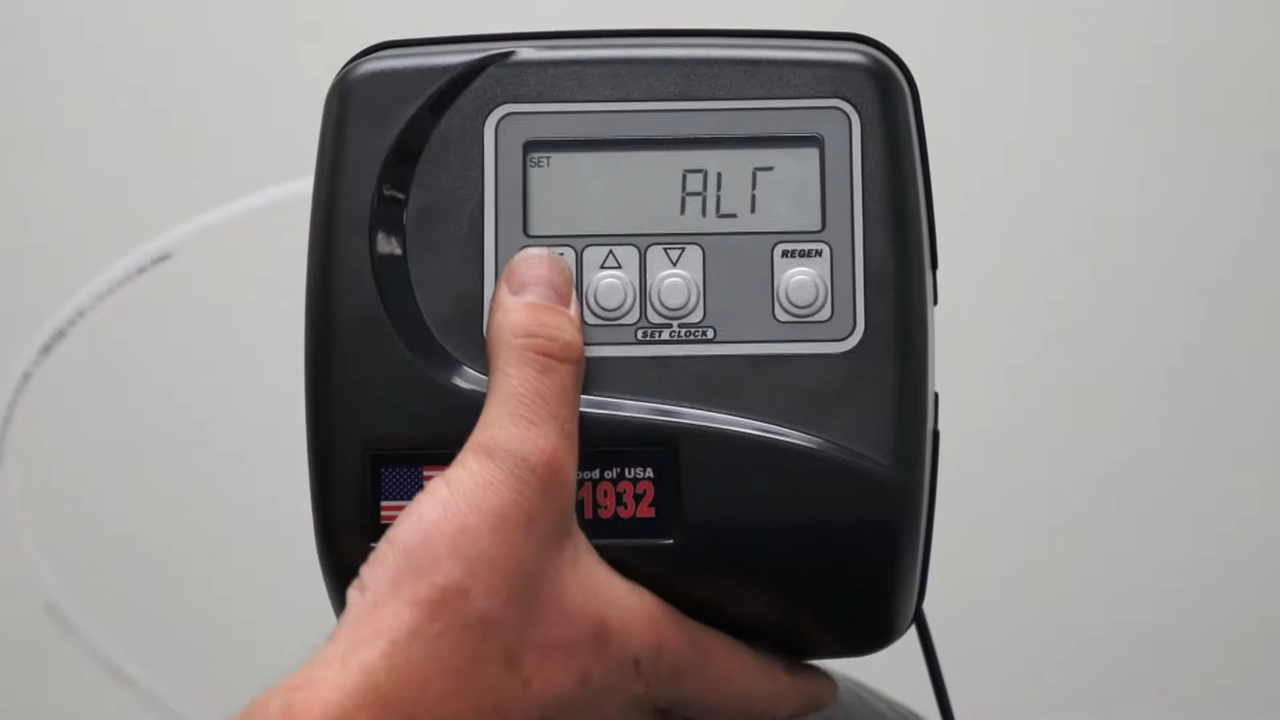 SET
ALT
△ ▽
REGEN
SET CLOCK
ood ol' USA
1932